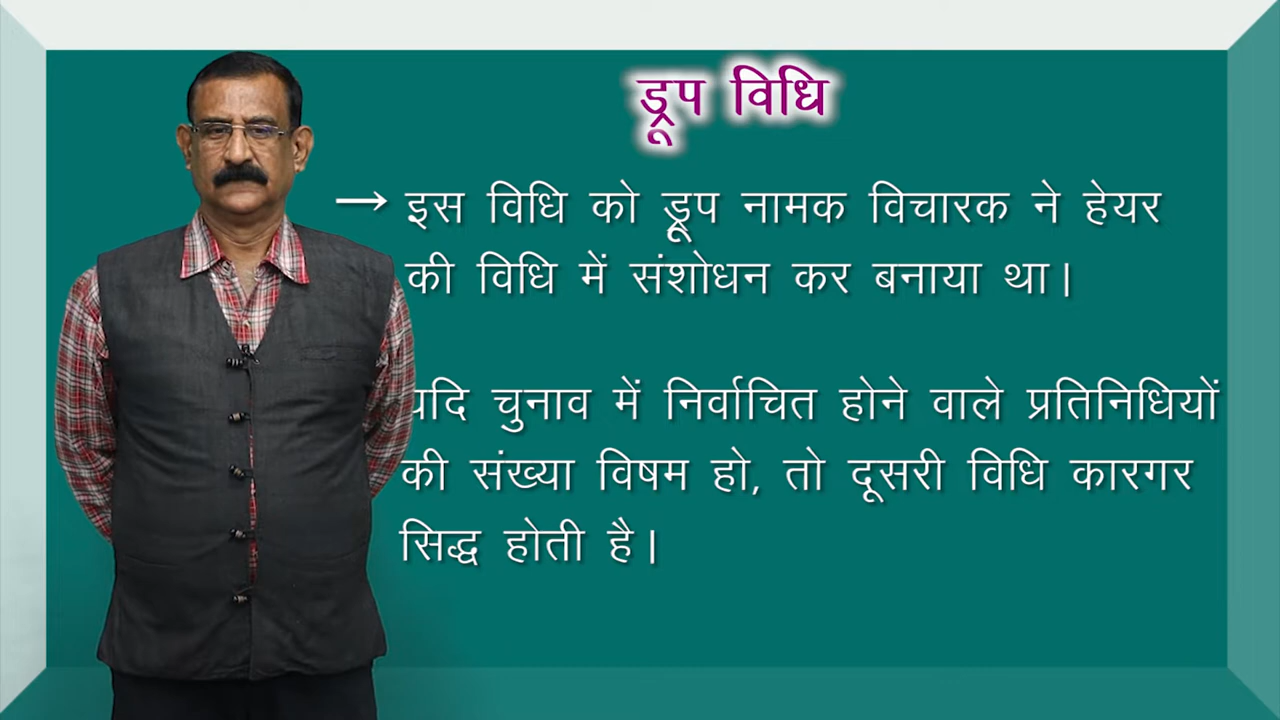 ड्रूप विधि
→ इस विधि को ड्रूप नामक विचारक ने हेयर
की विधि में संशोधन कर बनाया था।
यदि चुनाव में निर्वाचित होने वाले प्रतिनिधियों
की संख्या विषम हो, तो दूसरी विधि कारगर
सिद्ध होती है।